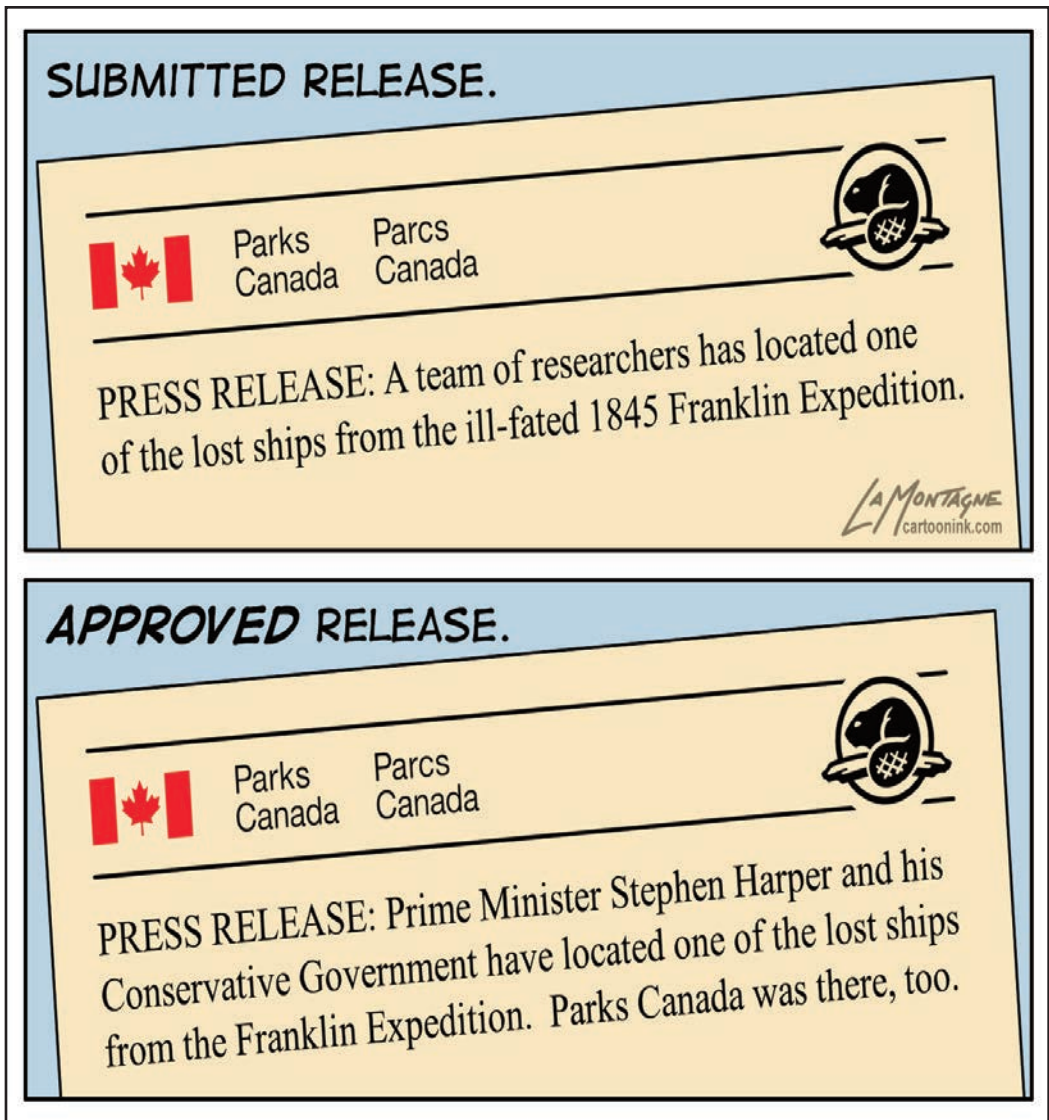 SUBMITTED RELEASE.
Parks Parcs
Canada Canada
PRESS RELEASE: A team of researchers has located one
of the lost ships from the ill-fated 1845 Franklin Expedition.
LAMONTAGNE
cartoonink.com
APPROVED RELEASE.
Parks Parcs
Canada Canada
PRESS RELEASE: Prime Minister Stephen Harper and his
Conservative Government have located one of the lost ships
from the Franklin Expedition. Parks Canada was there, too.